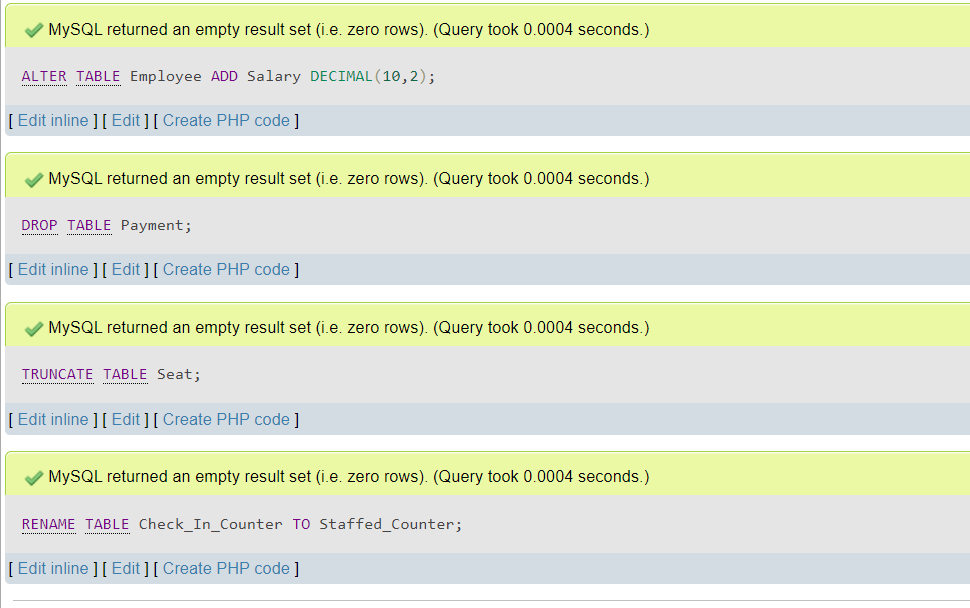 MySQL returned an empty result set (i.e. zero rows). (Query took 0.0004 seconds.)
ALTER TABLE Employee ADD Salary DECIMAL(10,2);
[ Edit inline ] [ Edit ] [ Create PHP code ]
MySQL returned an empty result set (i.e. zero rows). (Query took 0.0004 seconds.)
DROP TABLE Payment;
[ Edit inline ] [ Edit ] [ Create PHP code ]
MySQL returned an empty result set (i.e. zero rows). (Query took 0.0004 seconds.)
TRUNCATE TABLE Seat;
[ Edit inline ] [ Edit ] [ Create PHP code ]
MySQL returned an empty result set (i.e. zero rows). (Query took 0.0004 seconds.)
RENAME TABLE Check_In_Counter TO Staffed_Counter;
[ Edit inline ] [ Edit ] [ Create PHP code ]